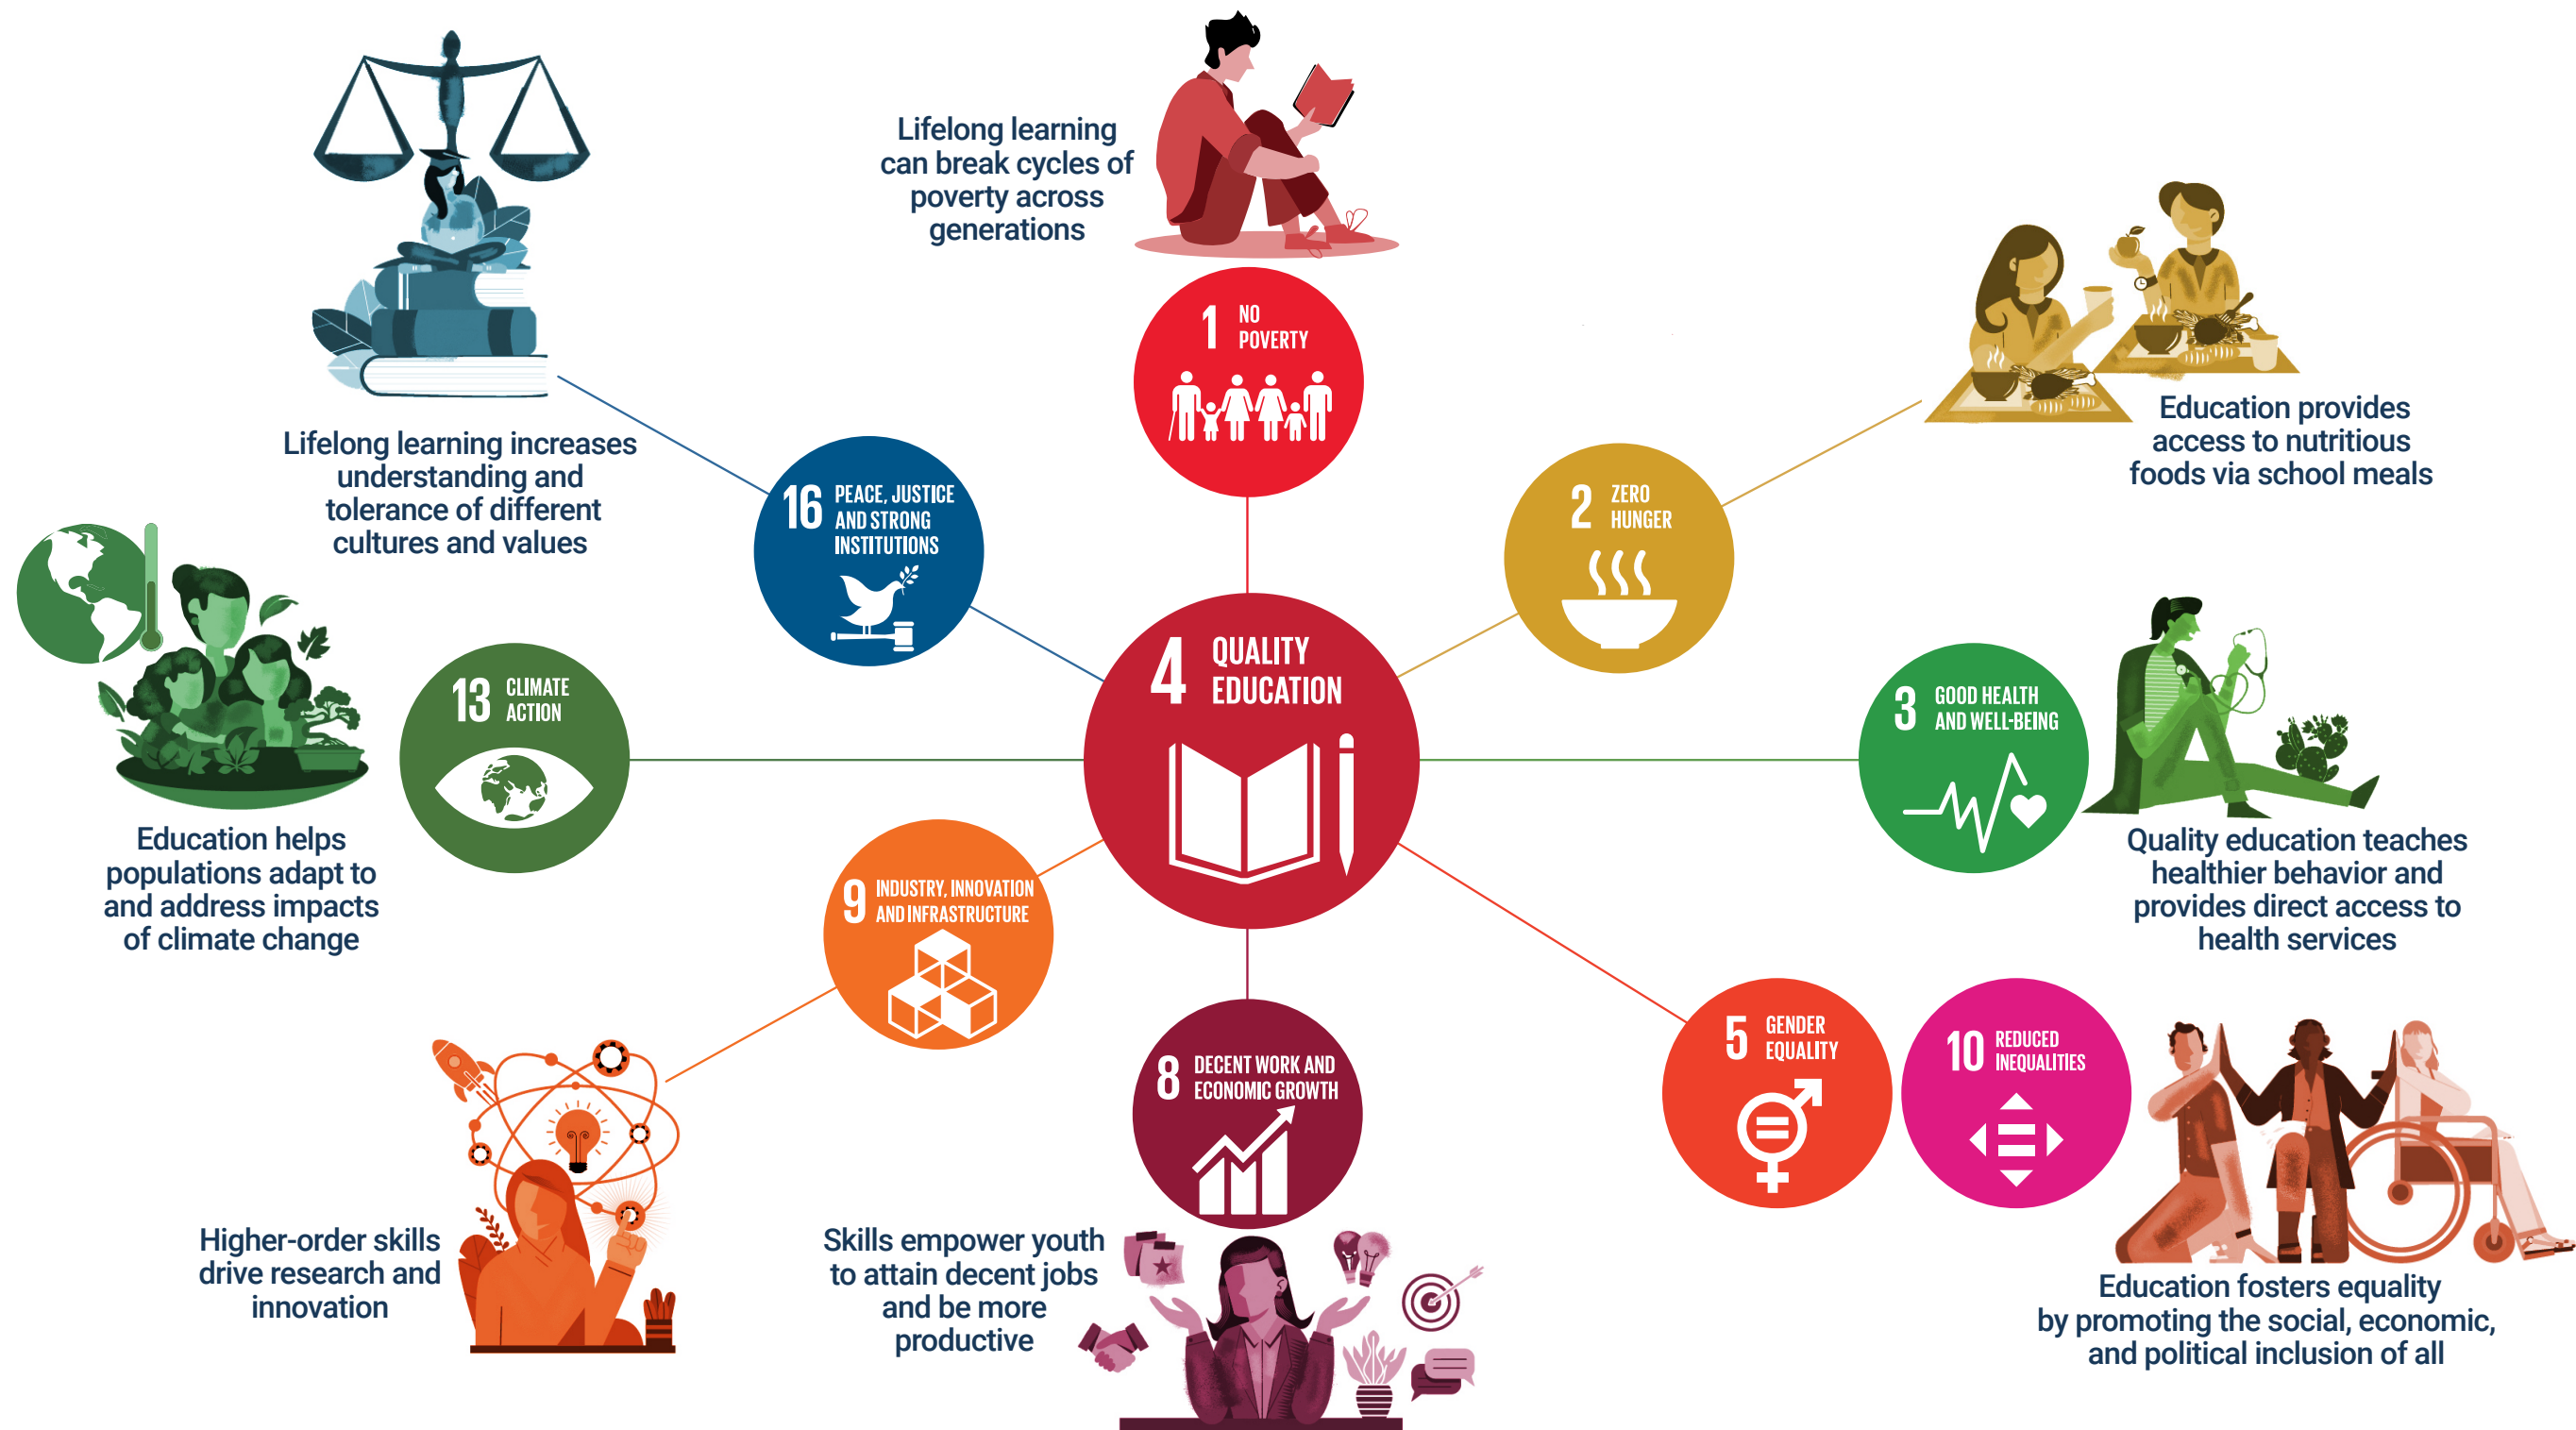 Lifelong learning
can break cycles of
poverty across
generations
1 NO
POVERTY
Lifelong learning increases
understanding and
tolerance of different
cultures and values
16 PEACE, JUSTICE
AND STRONG
INSTITUTIONS
2 ZERO
HUNGER
Education provides
access to nutritious
foods via school meals
4 QUALITY
EDUCATION
13 CLIMATE
ACTION
Education helps
populations adapt to
and address impacts
of climate change
3 GOOD HEALTH
AND WELL-BEING
Quality education teaches
healthier behavior and
provides direct access to
health services
9 INDUSTRY, INNOVATION
AND INFRASTRUCTURE
Higher-order skills
drive research and
innovation
8 DECENT WORK AND
ECONOMIC GROWTH
Skills empower youth
to attain decent jobs
and be more
productive
5 GENDER
EQUALITY
10 REDUCED
INEQUALITIES
Education fosters equality
by promoting the social, economic,
and political inclusion of all